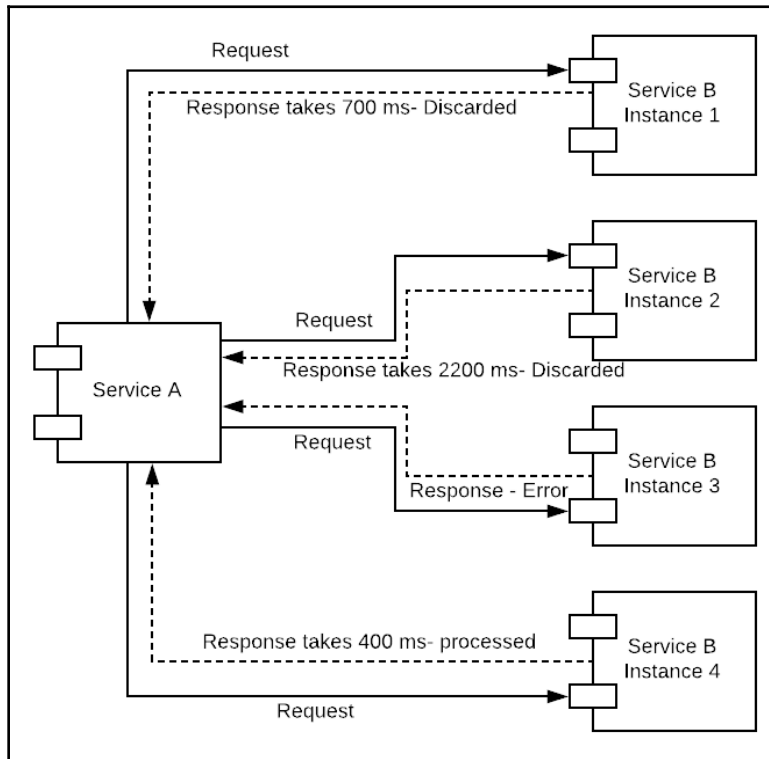 Request
Service B
Instance 1
Response takes 700 ms- Discarded
Service B
Instance 2
Request
Response takes 2200 ms- Discarded
Service A
Request
Service B
Instance 3
Response - Error
Response takes 400 ms- processed
Service B
Instance 4
Request